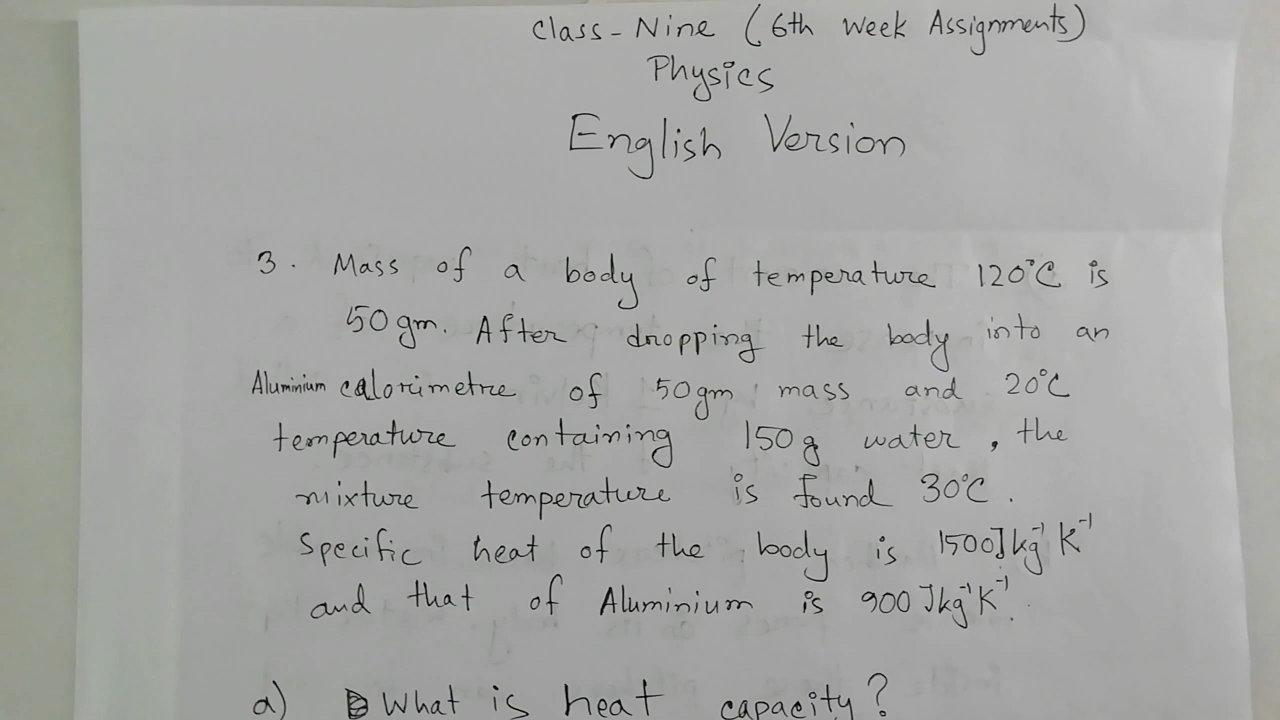 Class-Nine (6th Week Assignments)
Physics
English Version
3. Mass of a body of temperature 120°C is
50 gm. After dropping the body into an
Aluminium calorimetre of 50gm mass and 20°C
temperature containing 150g water, the
mixture temperature is found 30°C.
Specific heat of the body is 1500Jkg⁻¹K⁻¹
and that of Aluminium is 900 Jkg⁻¹K⁻¹.
a) What is heat capacity?